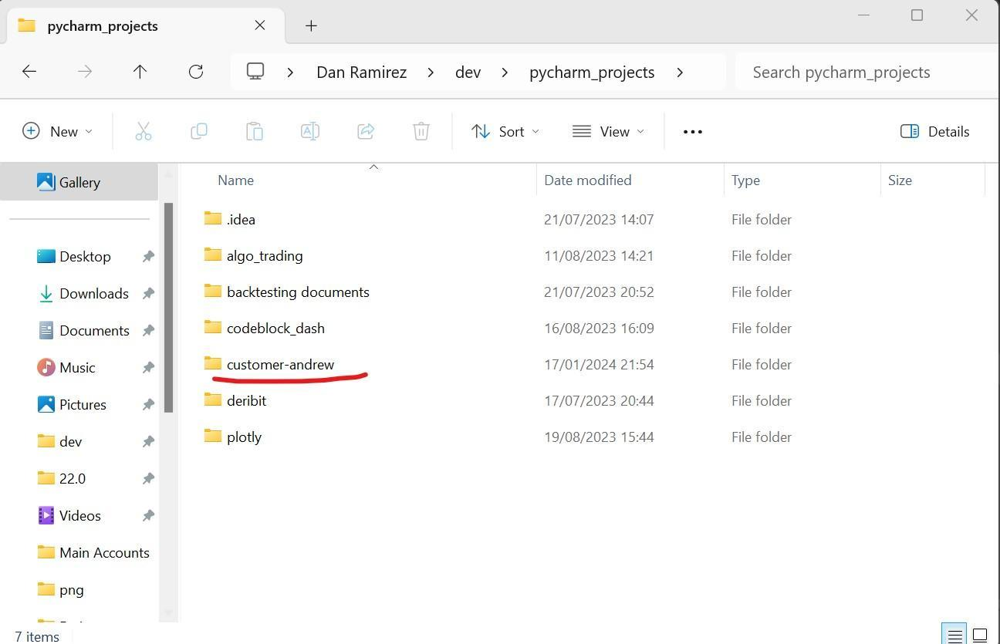 pycharm_projects
Dan Ramirez dev pycharm_projects Search pycharm_projects
New Sort View Details
Gallery
Desktop
Downloads
Documents
Music
Pictures
dev
22.0
Videos
Main Accounts
png
Name Date modified Type Size
.idea 21/07/2023 14:07 File folder
algo_trading 11/08/2023 14:21 File folder
backtesting documents 21/07/2023 20:52 File folder
codeblock_dash 16/08/2023 16:09 File folder
customer-andrew 17/01/2024 21:54 File folder
deribit 17/07/2023 20:44 File folder
plotly 19/08/2023 15:44 File folder
7 items